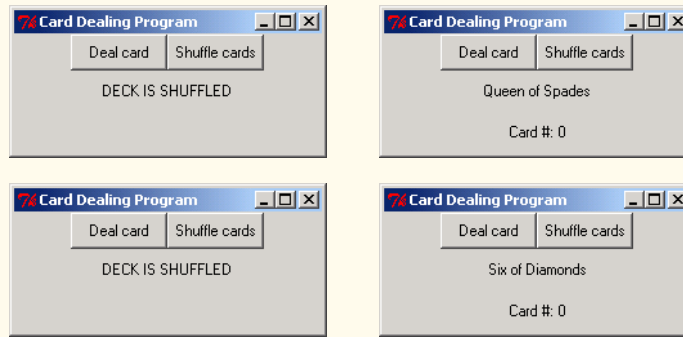 Card Dealing Program
Deal card Shuffle cards
DECK IS SHUFFLED
Card Dealing Program
Deal card Shuffle cards
Queen of Spades
Card #: 0
Card Dealing Program
Deal card Shuffle cards
DECK IS SHUFFLED
Card Dealing Program
Deal card Shuffle cards
Six of Diamonds
Card #: 0